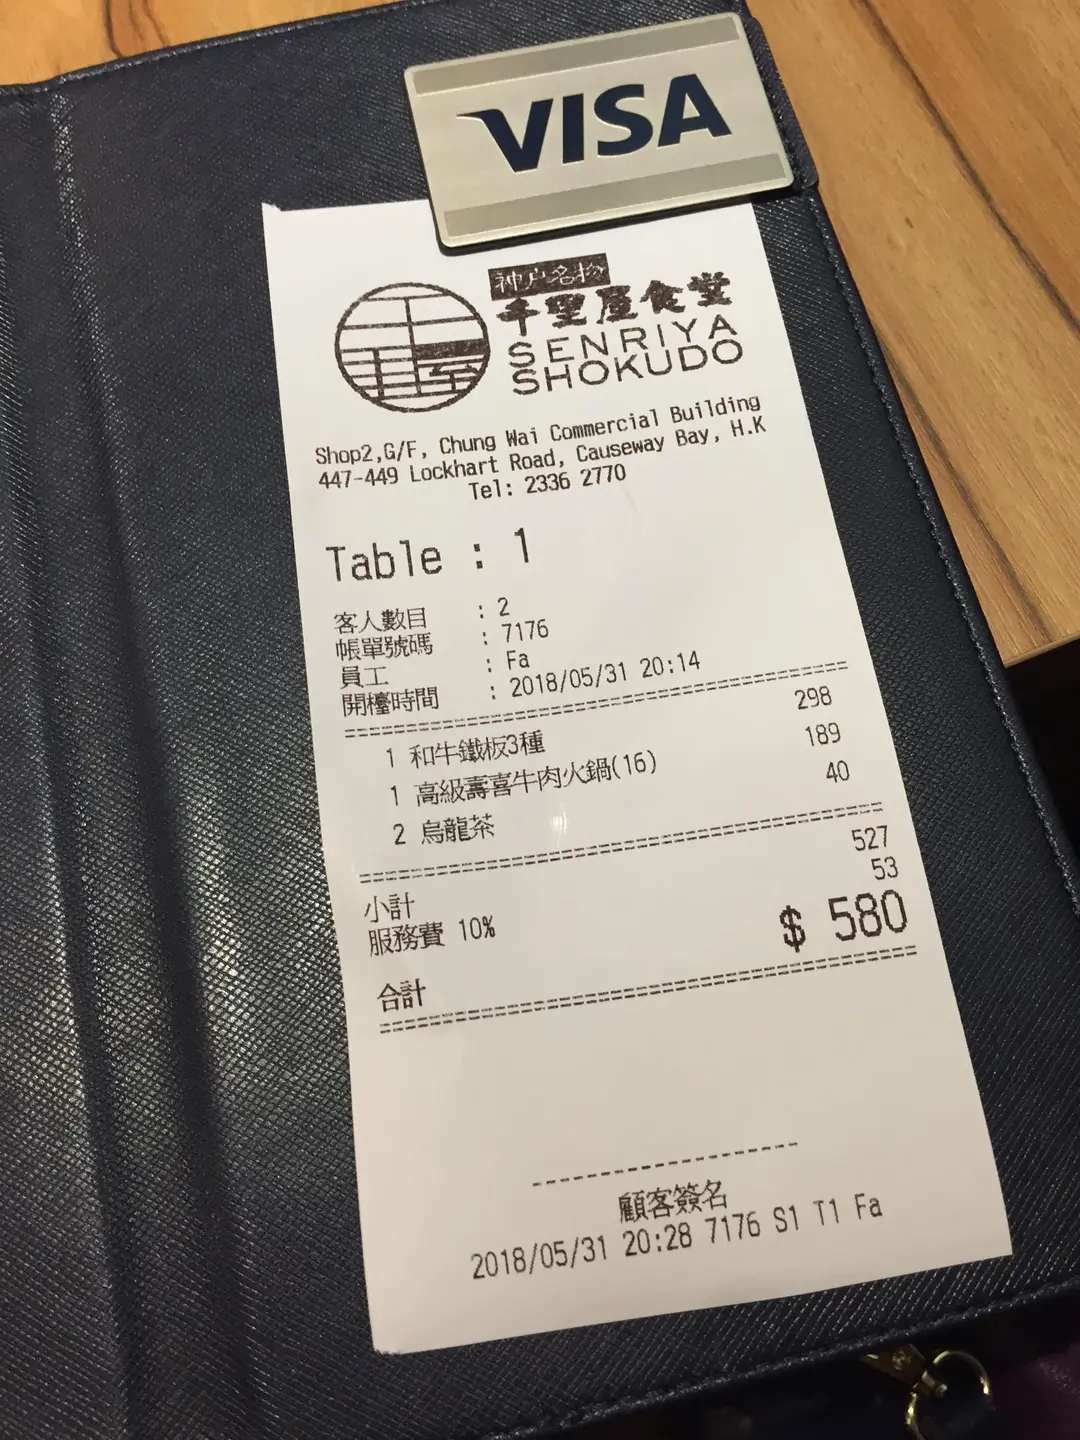 VISA
神戸名物
千里屋食堂
SENRIYA
SHOKUDO
Shop2,G/F, Chung Wai Commercial Building
447-449 Lockhart Road, Causeway Bay, H.K
Tel: 2336 2770
Table : 1
客人數目 : 2
帳單號碼 : 7176
員工 : Fa
開檯時間 : 2018/05/31 20:14
1 和牛鐵板3種 298
1 高級壽喜牛肉火鍋(16) 189
2 烏龍茶 40
小計 527
服務費 10% 53
合計 $ 580
顧客簽名
2018/05/31 20:28 7176 S1 T1 Fa